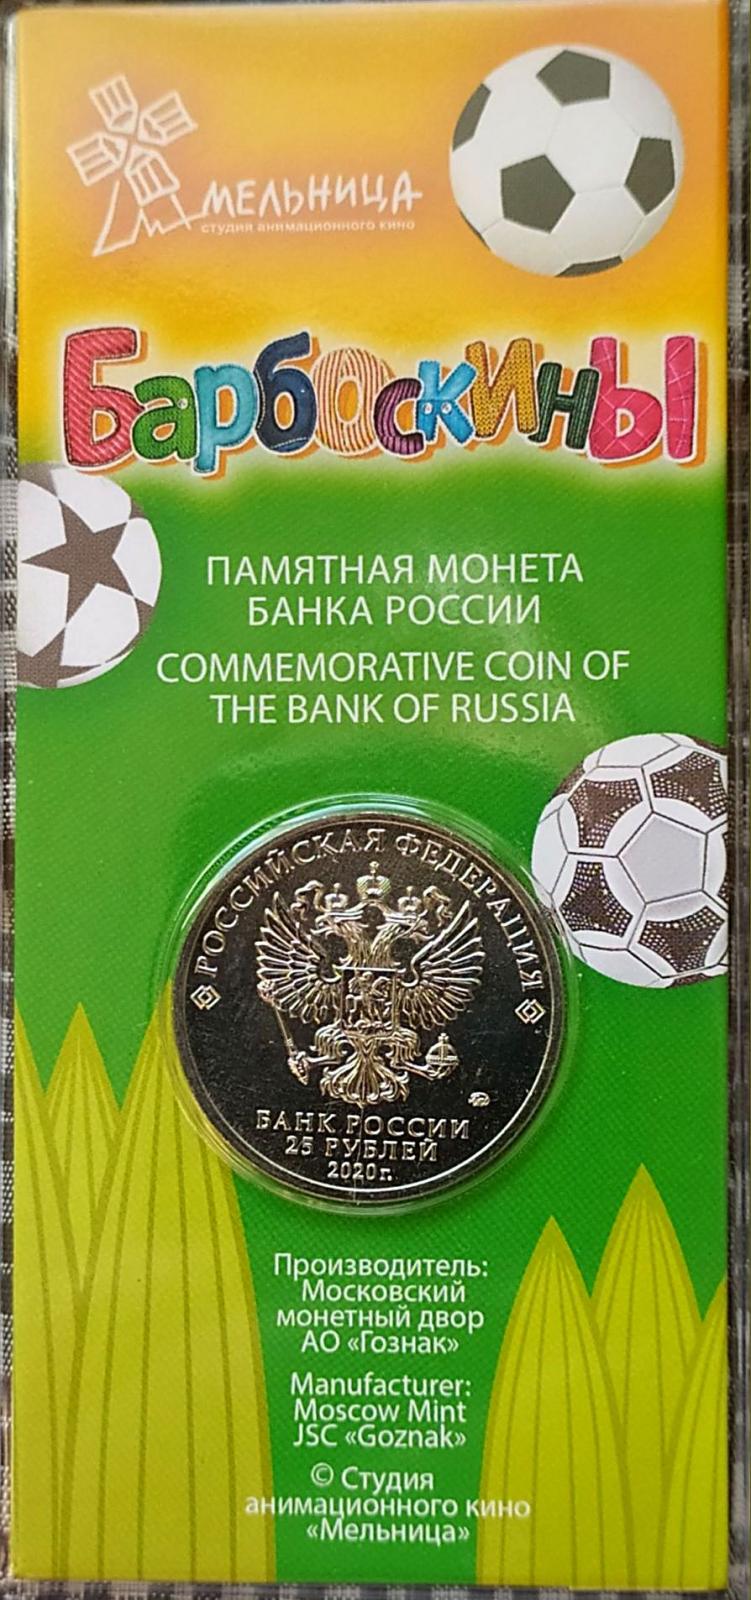 МЕЛЬНИЦА
студия анимационного кино
Барбоскины
ПАМЯТНАЯ МОНЕТА
БАНКА РОССИИ
COMMEMORATIVE COIN OF
THE BANK OF RUSSIA
РОССИЙСКАЯ ФЕДЕРАЦИЯ
БАНК РОССИИ
25 РУБЛЕЙ
2020 г.
Производитель:
Московский
монетный двор
АО «Гознак»
Manufacturer:
Moscow Mint
JSC «Goznak»
© Студия
анимационного кино
«Мельница»